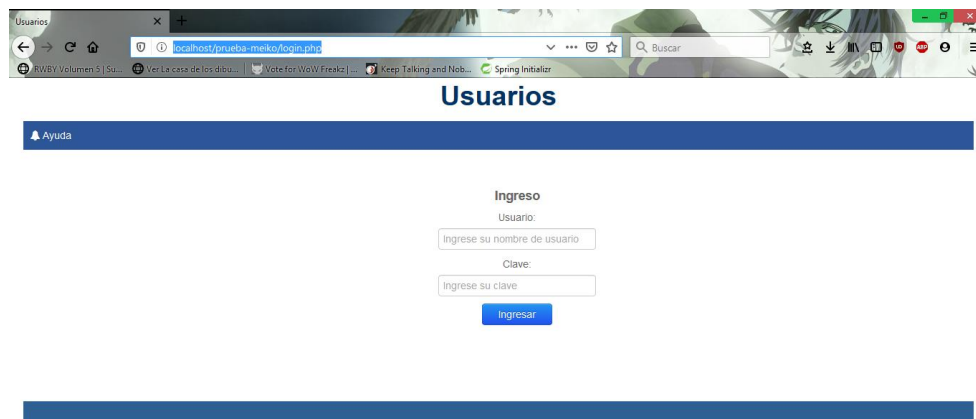 Usuarios
localhost/prueba-meiko/login.php
Buscar
RWBY Volumen 5 | Su...
Ver La casa de los dibu...
Vote for WoW Freakz | ...
Keep Talking and Nob...
Spring Initializr
Usuarios
Ayuda
Ingreso
Usuario:
Ingrese su nombre de usuario
Clave:
Ingrese su clave
Ingresar